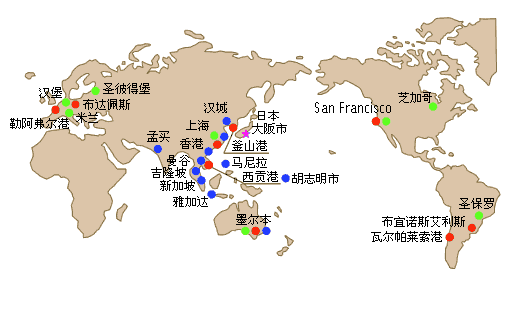 圣彼得堡
汉堡
布达佩斯
米兰
勒阿弗尔港
汉城
日本
大阪市
上海
釜山港
香港
孟买
曼谷
马尼拉
吉隆坡
西贡港
胡志明市
新加坡
雅加达
墨尔本
San Francisco
芝加哥
圣保罗
布宜诺斯艾利斯
瓦尔帕莱索港